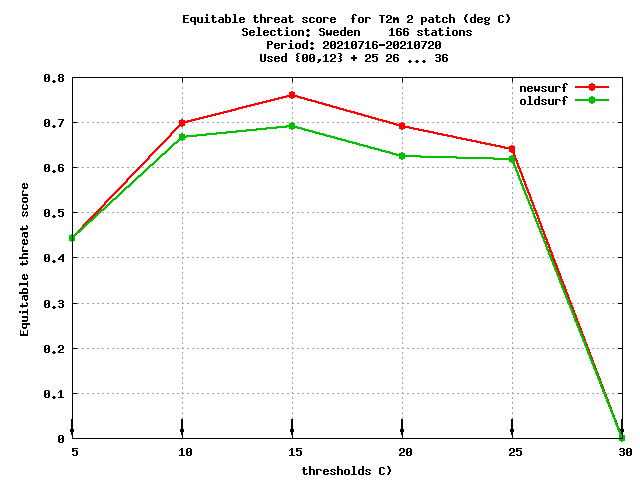 Equitable threat score  for T2m 2 patch (deg C)
Selection: Sweden    166 stations
Period: 20210716-20210720
Used {00,12} + 25 26 ... 36
newsurf
oldsurf
Equitable threat score
0.8
0.7
0.6
0.5
0.4
0.3
0.2
0.1
0
5 10 15 20 25 30
thresholds C)